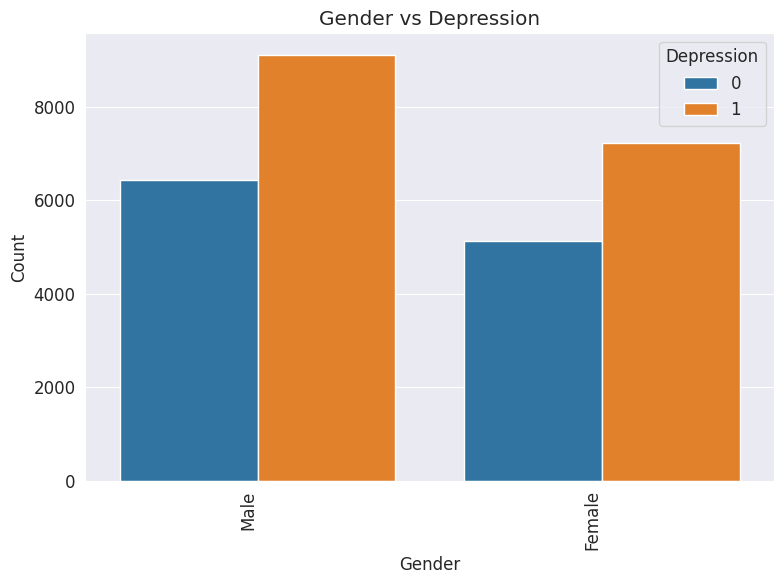 Gender vs Depression
Depression
0
1
8000
6000
4000
2000
0
Count
Male
Female
Gender